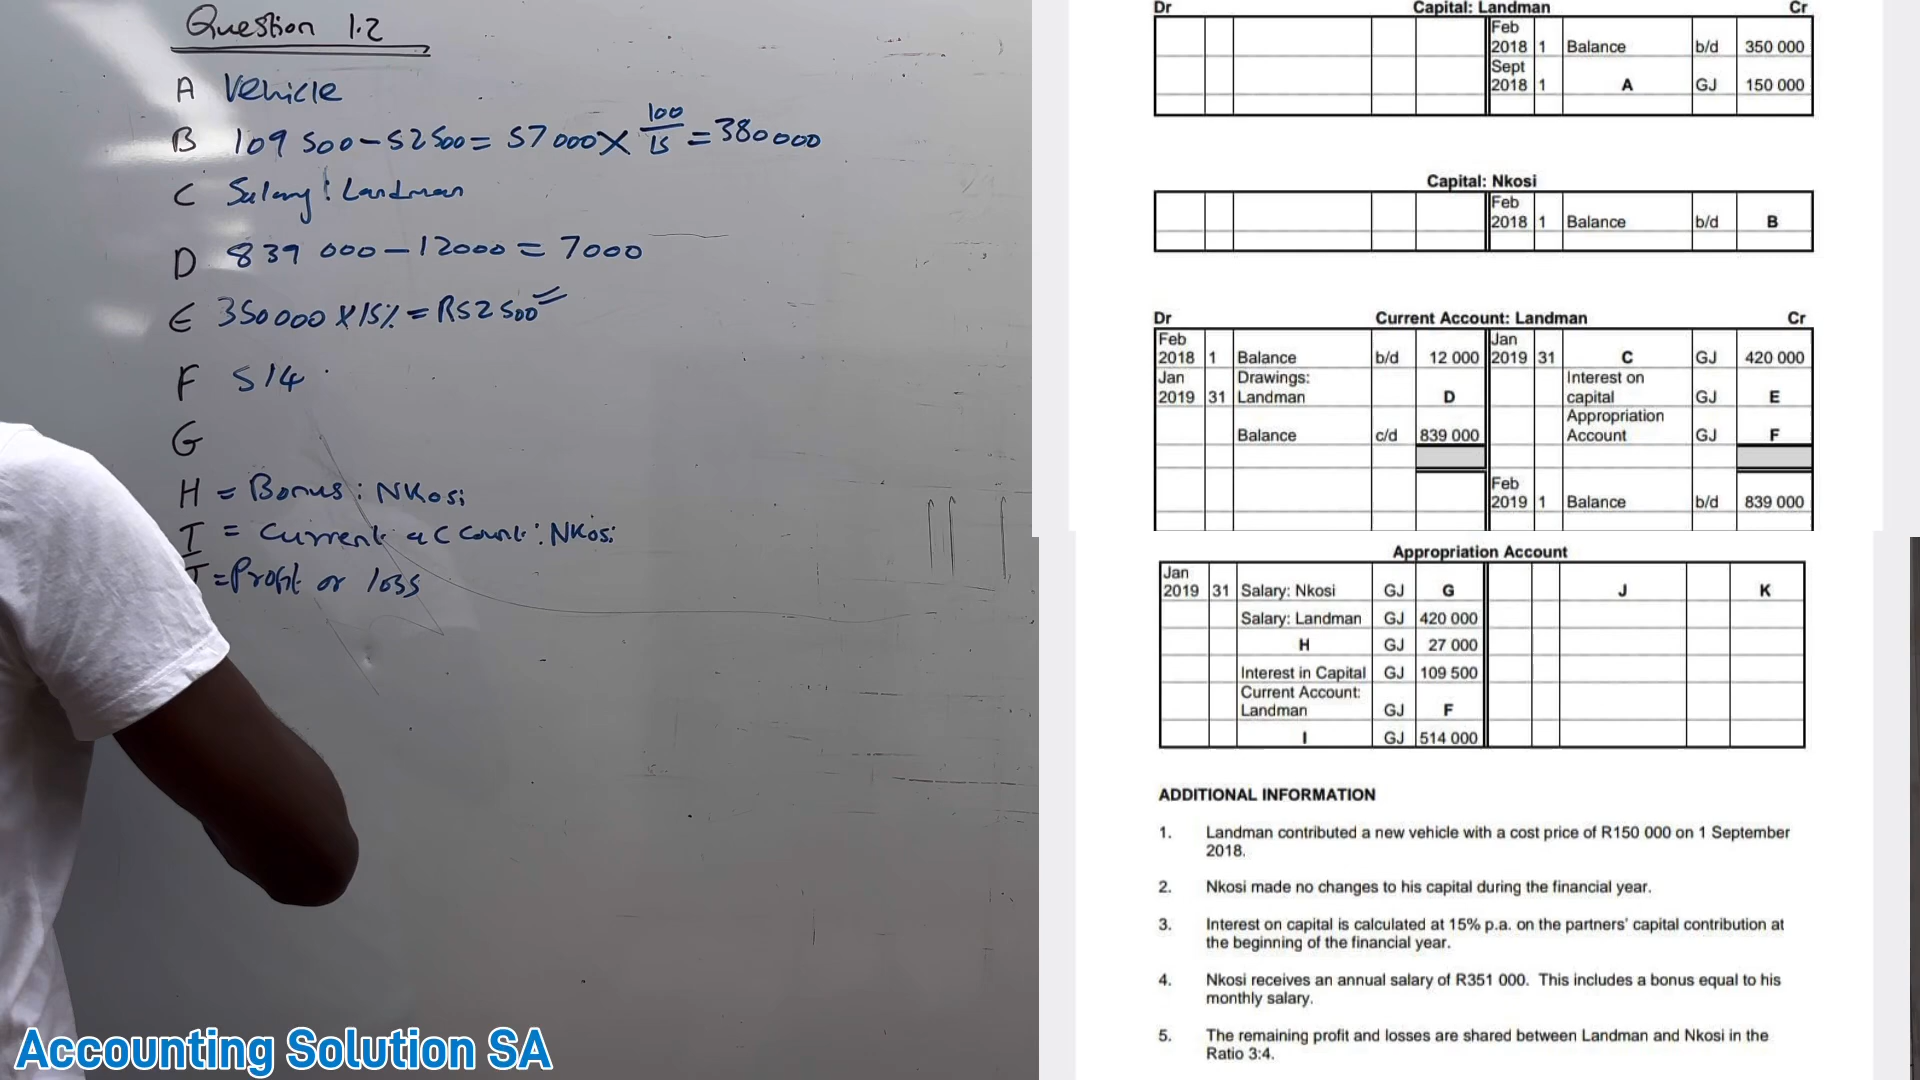 Question 1.2
A Vehicle
B 109 500 - 52 500 = 57 000 X 100/15 = 380 000
C Salary : Landman
D 839 000 - 12000 = 7000
E 350 000 X 15% = R52 500
F 514
G
H = Bonus : NKosi
I = Current account : NKosi
J = Profit or loss
Accounting Solution SA
Dr Capital: Landman Cr
Feb
2018 1 Balance b/d 350 000
Sept
2018 1 A GJ 150 000
Capital: Nkosi
Feb
2018 1 Balance b/d B
Dr Current Account: Landman Cr
Feb Jan
2018 1 Balance b/d 12 000 2019 31 C GJ 420 000
Jan Drawings: Interest on
2019 31 Landman D capital GJ E
Appropriation
Balance c/d 839 000 Account GJ F
Feb
2019 1 Balance b/d 839 000
Appropriation Account
Jan
2019 31 Salary: Nkosi GJ G J K
Salary: Landman GJ 420 000
H GJ 27 000
Interest in Capital GJ 109 500
Current Account:
Landman GJ F
I GJ 514 000
ADDITIONAL INFORMATION
1. Landman contributed a new vehicle with a cost price of R150 000 on 1 September
2018.
2. Nkosi made no changes to his capital during the financial year.
3. Interest on capital is calculated at 15% p.a. on the partners' capital contribution at
the beginning of the financial year.
4. Nkosi receives an annual salary of R351 000. This includes a bonus equal to his
monthly salary.
5. The remaining profit and losses are shared between Landman and Nkosi in the
Ratio 3:4.